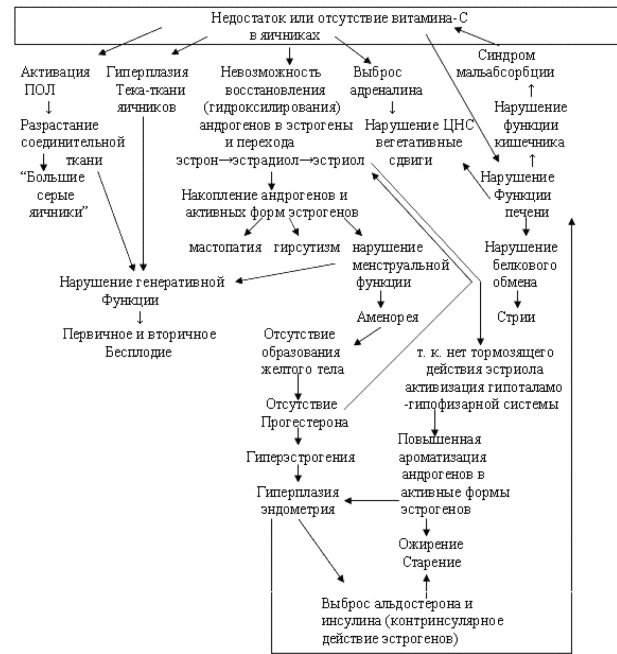 Недостаток или отсутствие витамина-С
в яичниках
Активация
ПОЛ
↓
Разрастание
соединительной
ткани
“Большие
серые
яичники”
Гиперплазия
Тека-ткани
яичников
Невозможность
восстановления
(гидроксилирования)
андрогенов в эстрогены
и перехода
эстрон→эстрадиол→эстриол
Выброс
адреналина
Нарушение ЦНС
вегетативные
сдвиги
Синдром
мальабсорбции
↑
Нарушение
функции
кишечника
↑
Нарушение
Функции
печени
Накопление андрогенов и
активных форм эстрогенов
мастопатия
гирсутизм
нарушение
менструальной
функции
Нарушение
белкового
обмена
Стрии
Нарушение генеративной
Функции
↓
Первичное и вторичное
Бесплодие
Аменорея
Отсутствие
образования
желтого тела
т. к. нет тормозящего
действия эстриола
активизация гипоталамо
-гипофизарной системы
Отсутствие
Прогестерона
Гиперэстрогения
Гиперплазия
эндометрия
Повышенная
ароматизация
андрогенов в
активные формы
эстрогенов
Ожирение
Старение
Выброс альдостерона и
инсулина (контринсулярное
действие эстрогенов)